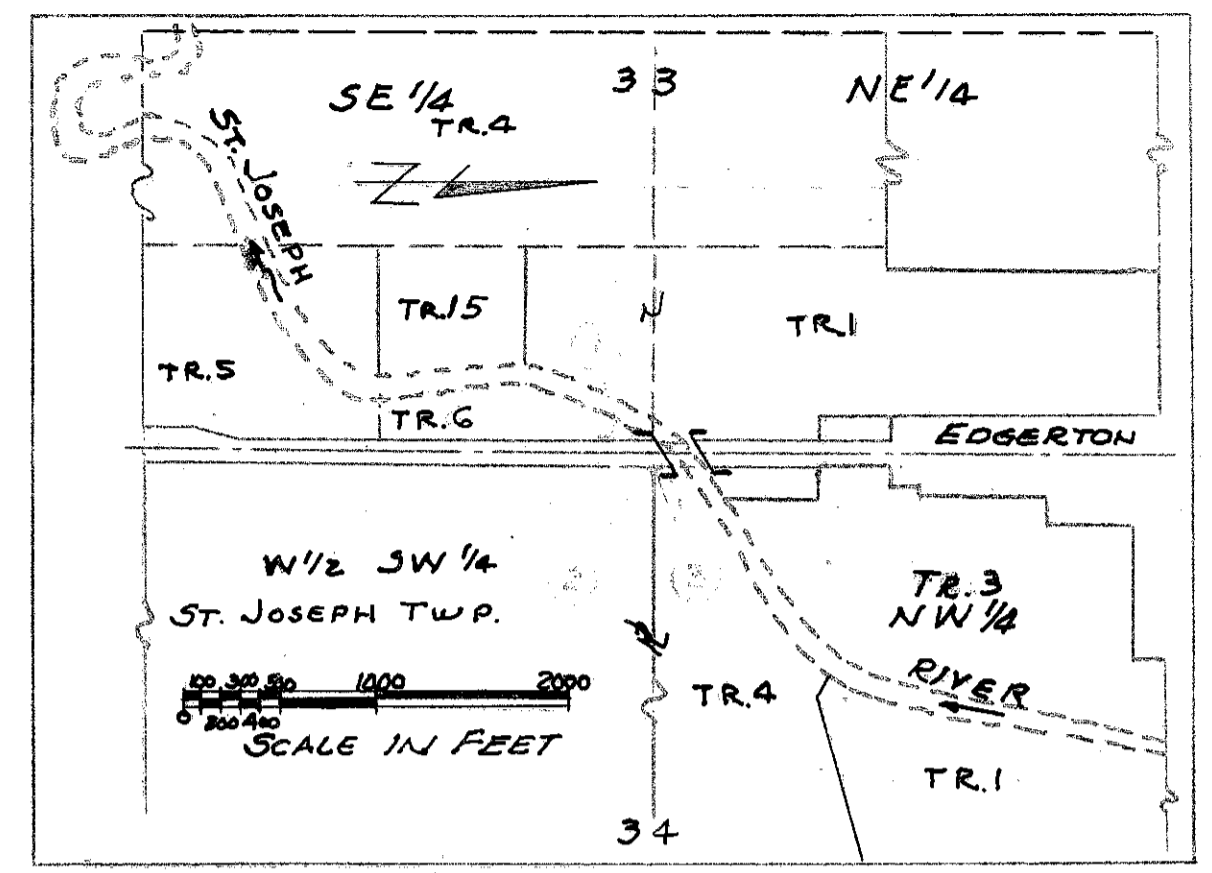 33
SE 1/4
TR.4
NE 1/4
ST. JOSEPH
N
TR.15
TR.1
TR.5
TR.6
EDGERTON
W 1/2 SW 1/4
ST. JOSEPH TWP.
2
3
TR.3
NW 1/4
RIVER
TR.4
TR.1
100 300 500 1000 2000
0 200 400
SCALE IN FEET
34